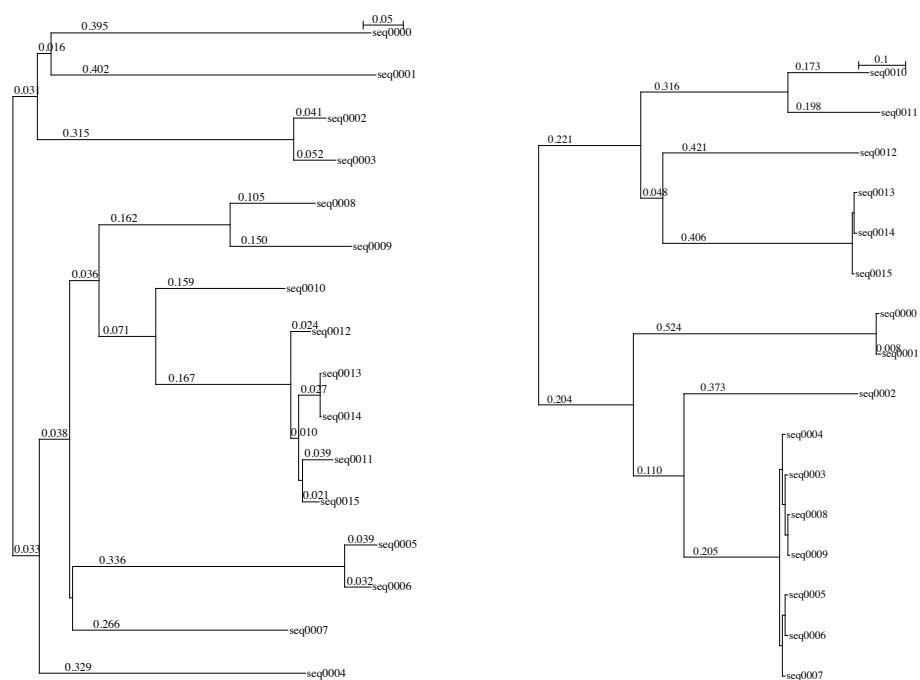 0.05
0.395
seq0000
0.016
0.402
seq0001
0.031
0.041
seq0002
0.315
0.052
seq0003
0.105
seq0008
0.162
0.150
seq0009
0.036
0.159
seq0010
0.071
0.024
seq0012
0.167
seq0013
0.027
seq0014
0.010
0.039
seq0011
0.021
seq0015
0.038
0.039
seq0005
0.336
0.032
seq0006
0.033
0.266
seq0007
0.329
seq0004
0.1
0.173
seq0010
0.316
0.198
seq0011
0.221
0.421
seq0012
0.048
seq0013
seq0014
0.406
seq0015
seq0000
0.524
0.008
seq0001
0.204
0.373
seq0002
0.110
seq0004
seq0003
seq0008
0.205
seq0009
seq0005
seq0006
seq0007